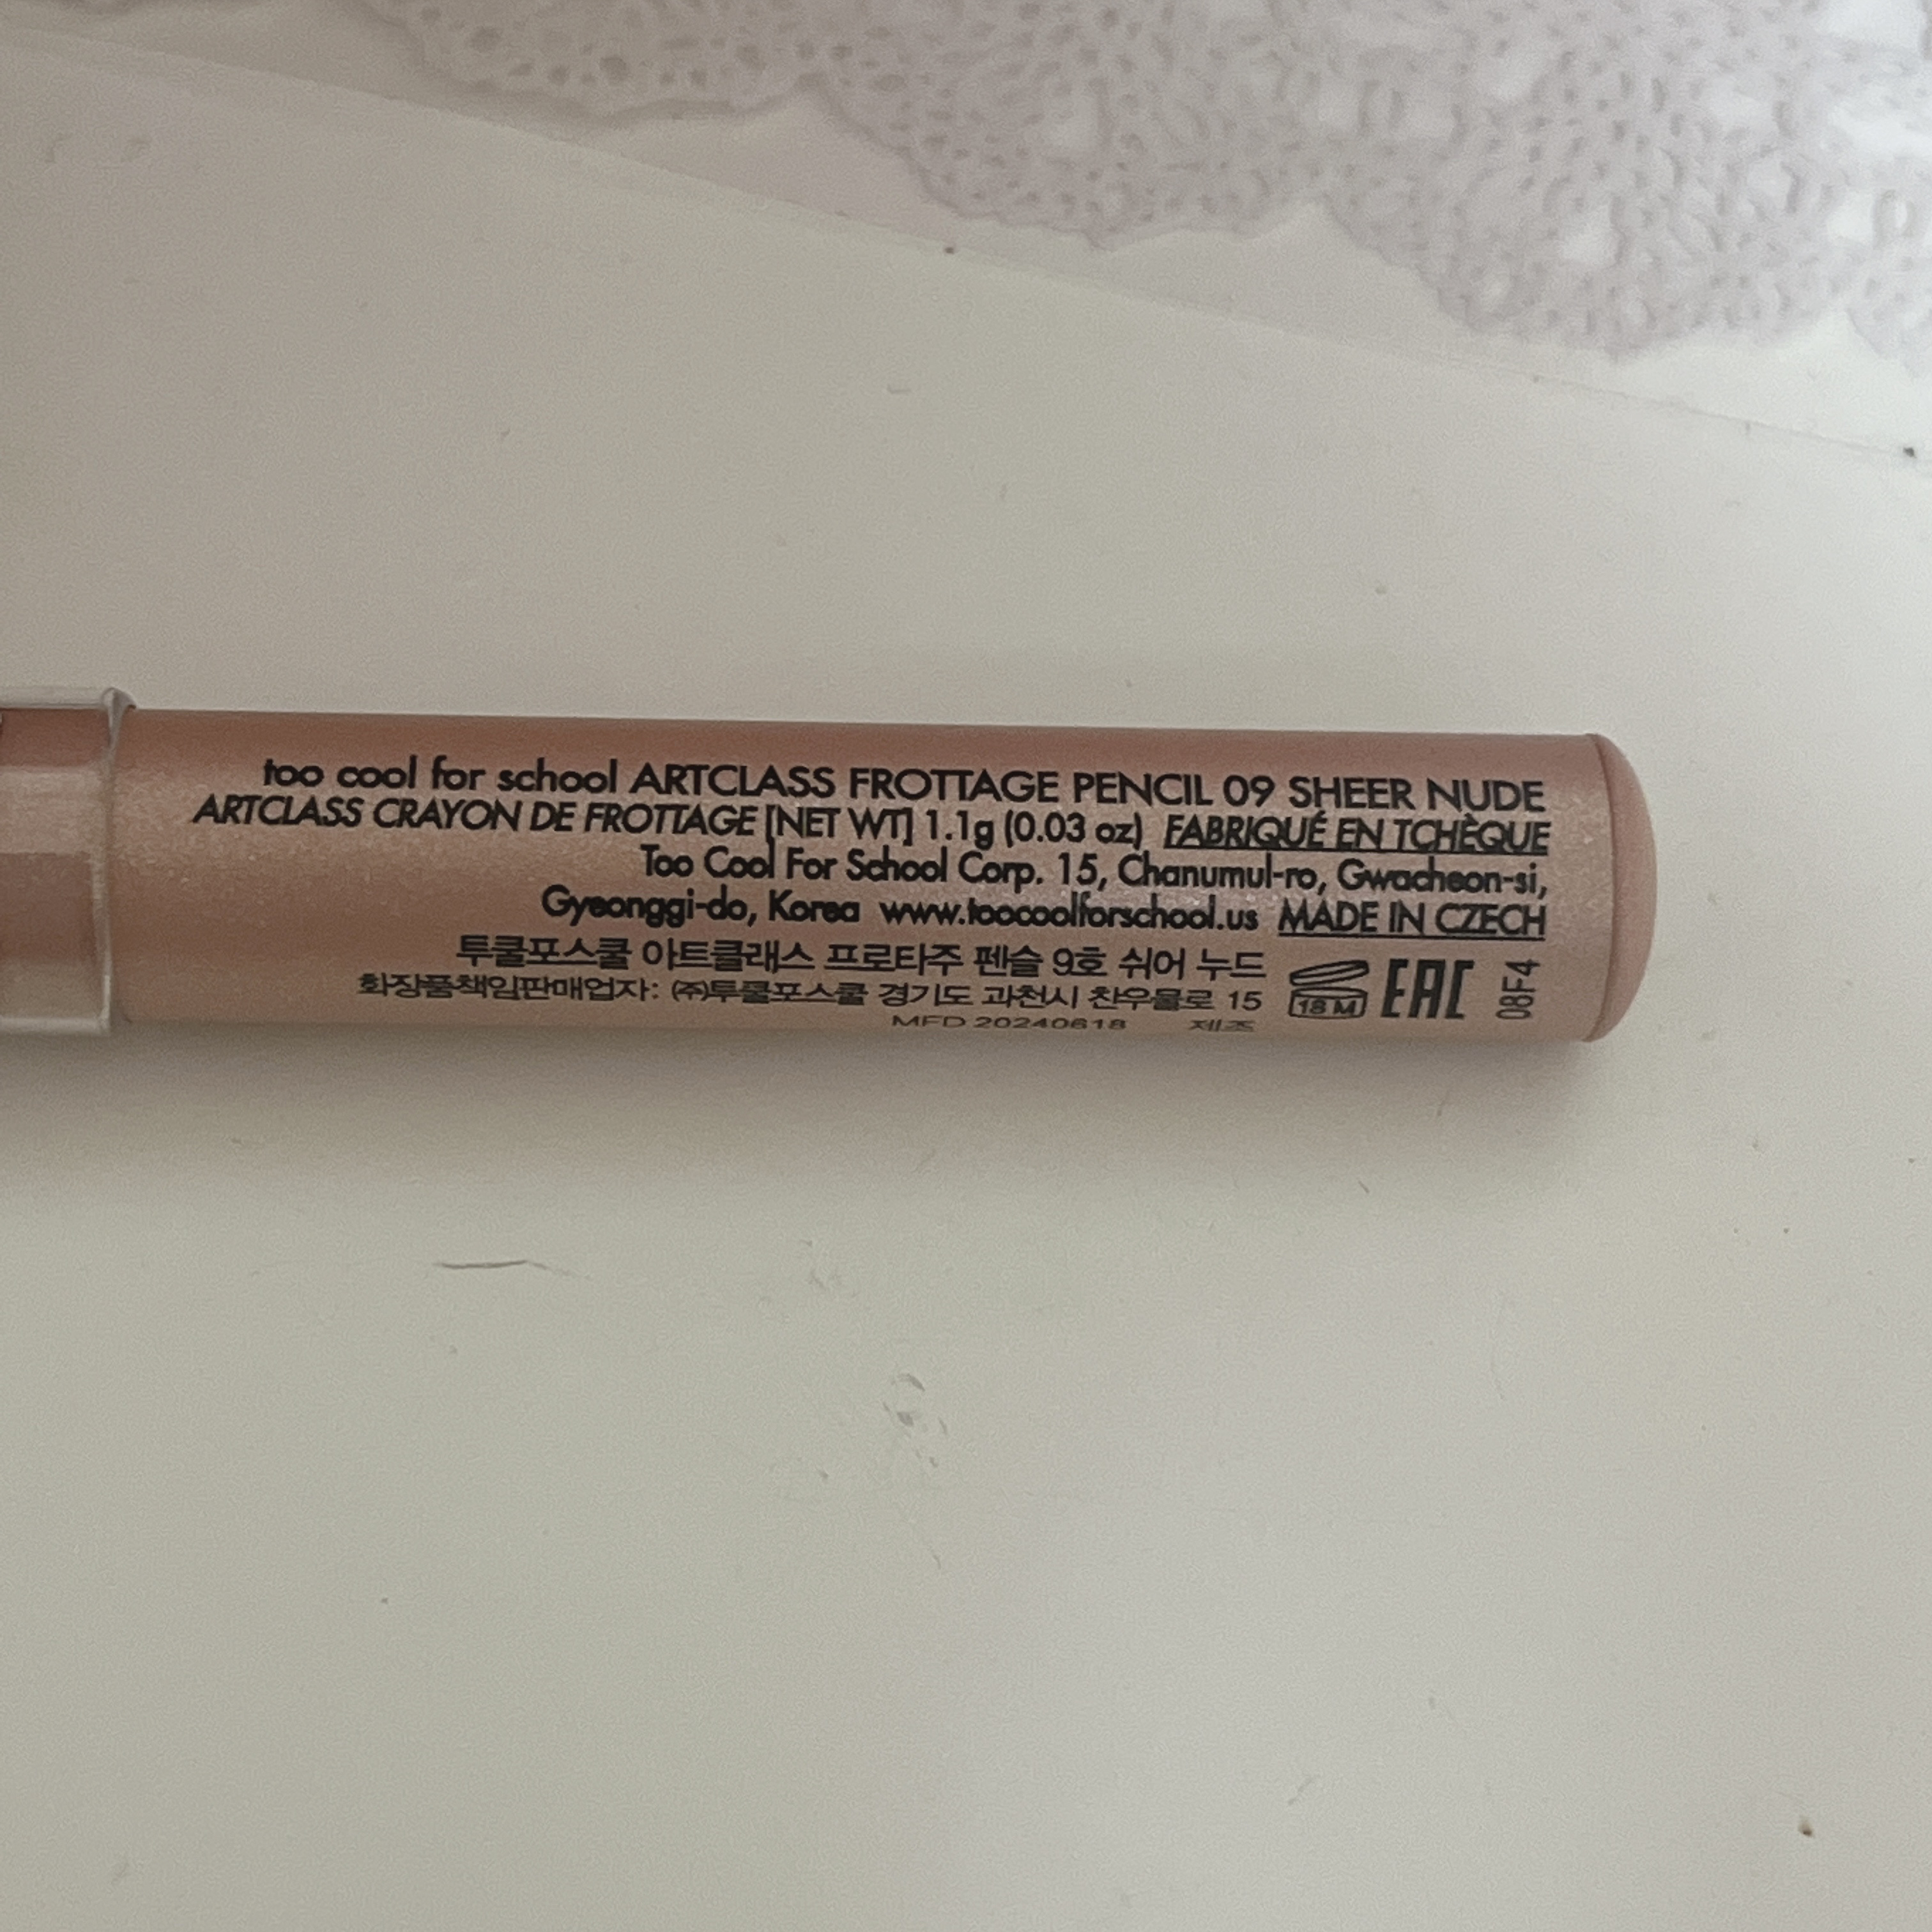 too cool for school ARTCLASS FROTTAGE PENCIL 09 SHEER NUDE
ARTCLASS CRAYON DE FROTTAGE [NET WT] 1.1g (0.03 oz) FABRIQUÉ EN TCHÈQUE
Too Cool For School Corp. 15, Chanumul-ro, Gwacheon-si,
Gyeonggi-do, Korea www.toocoolforschool.us MADE IN CZECH
투쿨포스쿨 아트클래스 프로타주 펜슬 9호 쉬어 누드
화장품책임판매업자: ㈜투쿨포스쿨 경기도 과천시 찬우물로 15
18 M EAC 08F4
MFD 20240618 제조